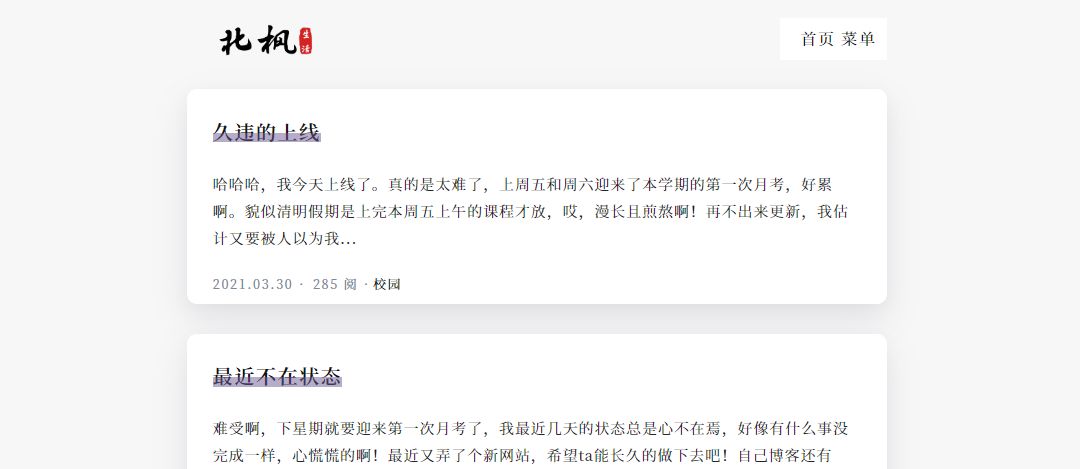 北枫生活
首页 菜单
久违的上线
哈哈哈，我今天上线了。真的是太难了，上周五和周六迎来了本学期的第一次月考，好累
啊。貌似清明假期是上完本周五上午的课程才放，哎，漫长且煎熬啊！再不出来更新，我估
计又要被人以为我...
2021.03.30 · 285 阅 · 校园
最近不在状态
难受啊，下星期就要迎来第一次月考了，我最近几天的状态总是心不在焉，好像有什么事没
完成一样，心慌慌的啊！最近又弄了个新网站，希望ta能长久的做下去吧！自己博客还有